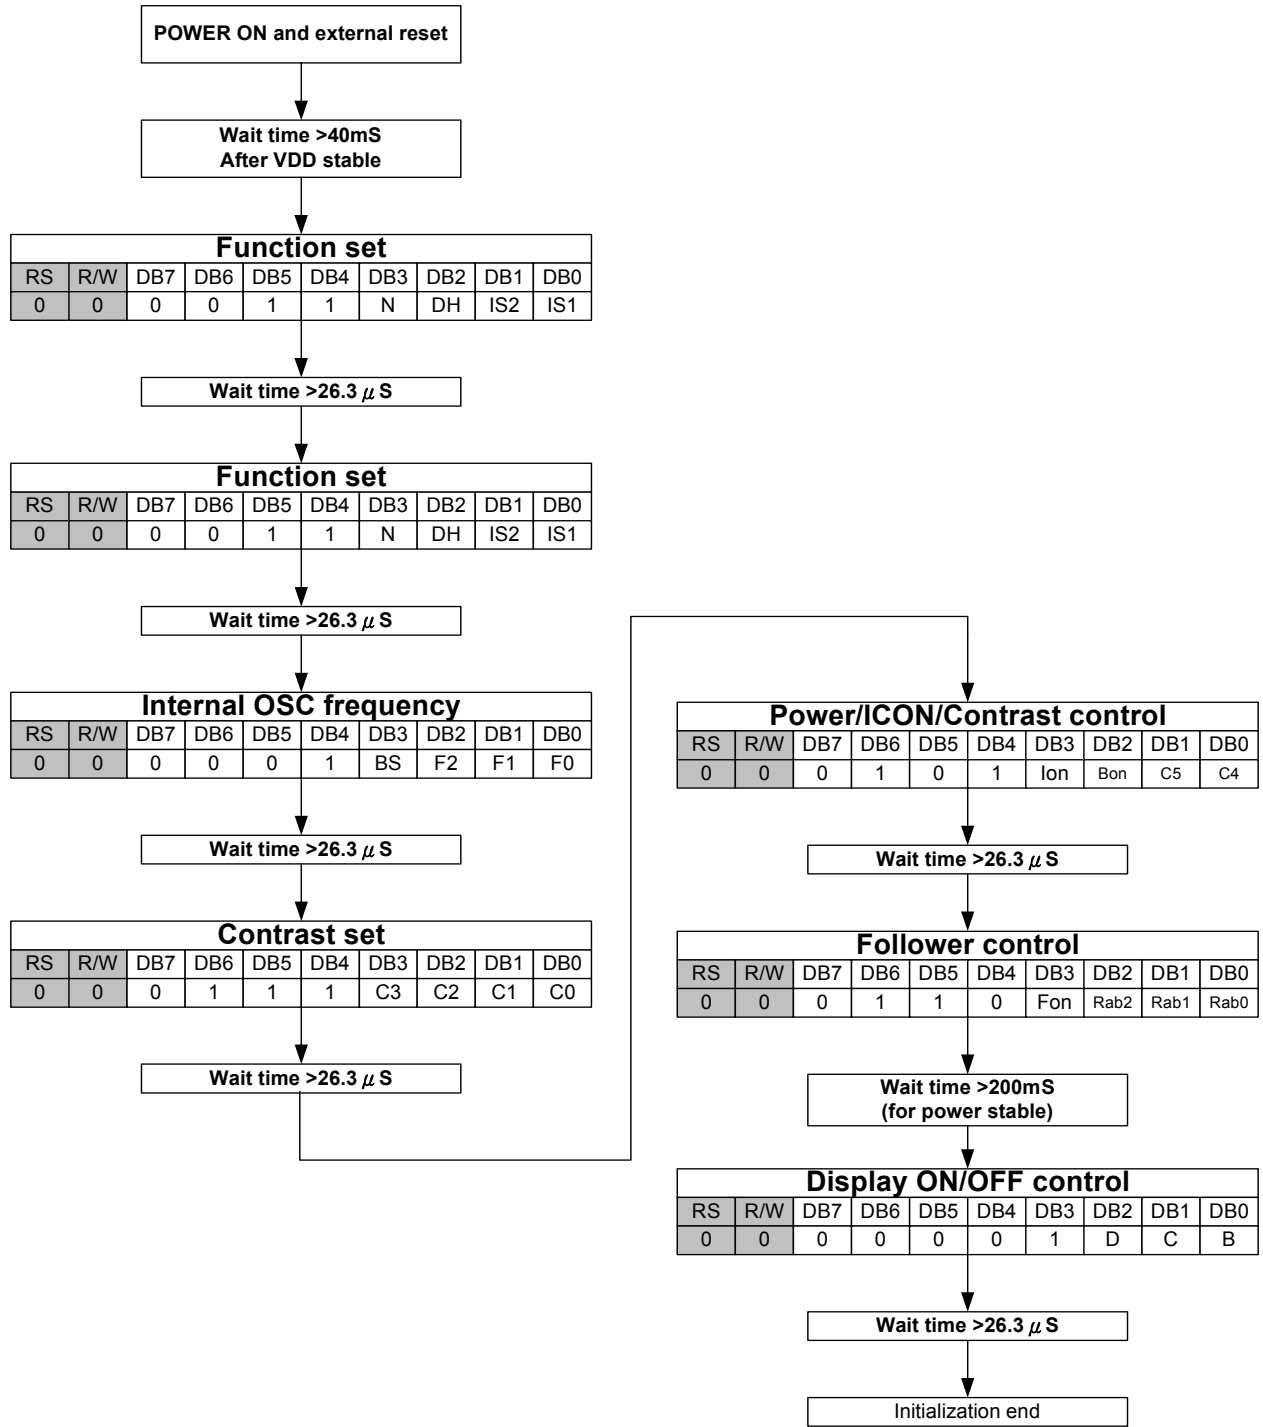 POWER ON and external reset
Wait time >40mS
After VDD stable
Function set
RS R/W DB7 DB6 DB5 DB4 DB3 DB2 DB1 DB0
0 0 0 0 1 1 N DH IS2 IS1
Wait time >26.3 μ S
Function set
RS R/W DB7 DB6 DB5 DB4 DB3 DB2 DB1 DB0
0 0 0 0 1 1 N DH IS2 IS1
Wait time >26.3 μ S
Internal OSC frequency
RS R/W DB7 DB6 DB5 DB4 DB3 DB2 DB1 DB0
0 0 0 0 0 1 BS F2 F1 F0
Wait time >26.3 μ S
Contrast set
RS R/W DB7 DB6 DB5 DB4 DB3 DB2 DB1 DB0
0 0 0 1 1 1 C3 C2 C1 C0
Wait time >26.3 μ S
Power/ICON/Contrast control
RS R/W DB7 DB6 DB5 DB4 DB3 DB2 DB1 DB0
0 0 0 1 0 1 Ion Bon C5 C4
Wait time >26.3 μ S
Follower control
RS R/W DB7 DB6 DB5 DB4 DB3 DB2 DB1 DB0
0 0 0 1 1 0 Fon Rab2 Rab1 Rab0
Wait time >200mS
(for power stable)
Display ON/OFF control
RS R/W DB7 DB6 DB5 DB4 DB3 DB2 DB1 DB0
0 0 0 0 0 0 1 D C B
Wait time >26.3 μ S
Initialization end